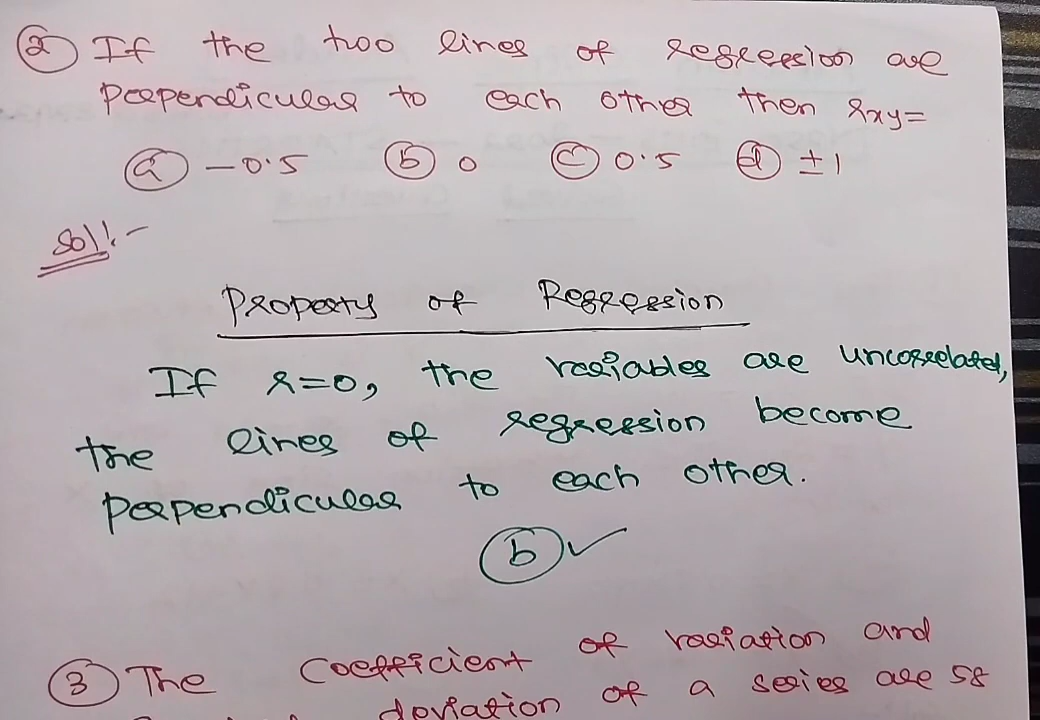 ② If the two lines of regression are
perpendicular to each other then rxy=
ⓐ -0.5 ⓑ 0 ⓒ 0.5 ⓓ ±1
Sol!:-
Property of Regression
If r=0, the variables are uncorrelated,
the lines of regression become
perpendicular to each other.
ⓑ✓
③ The Coefficient of variation and
deviation of a series are 58